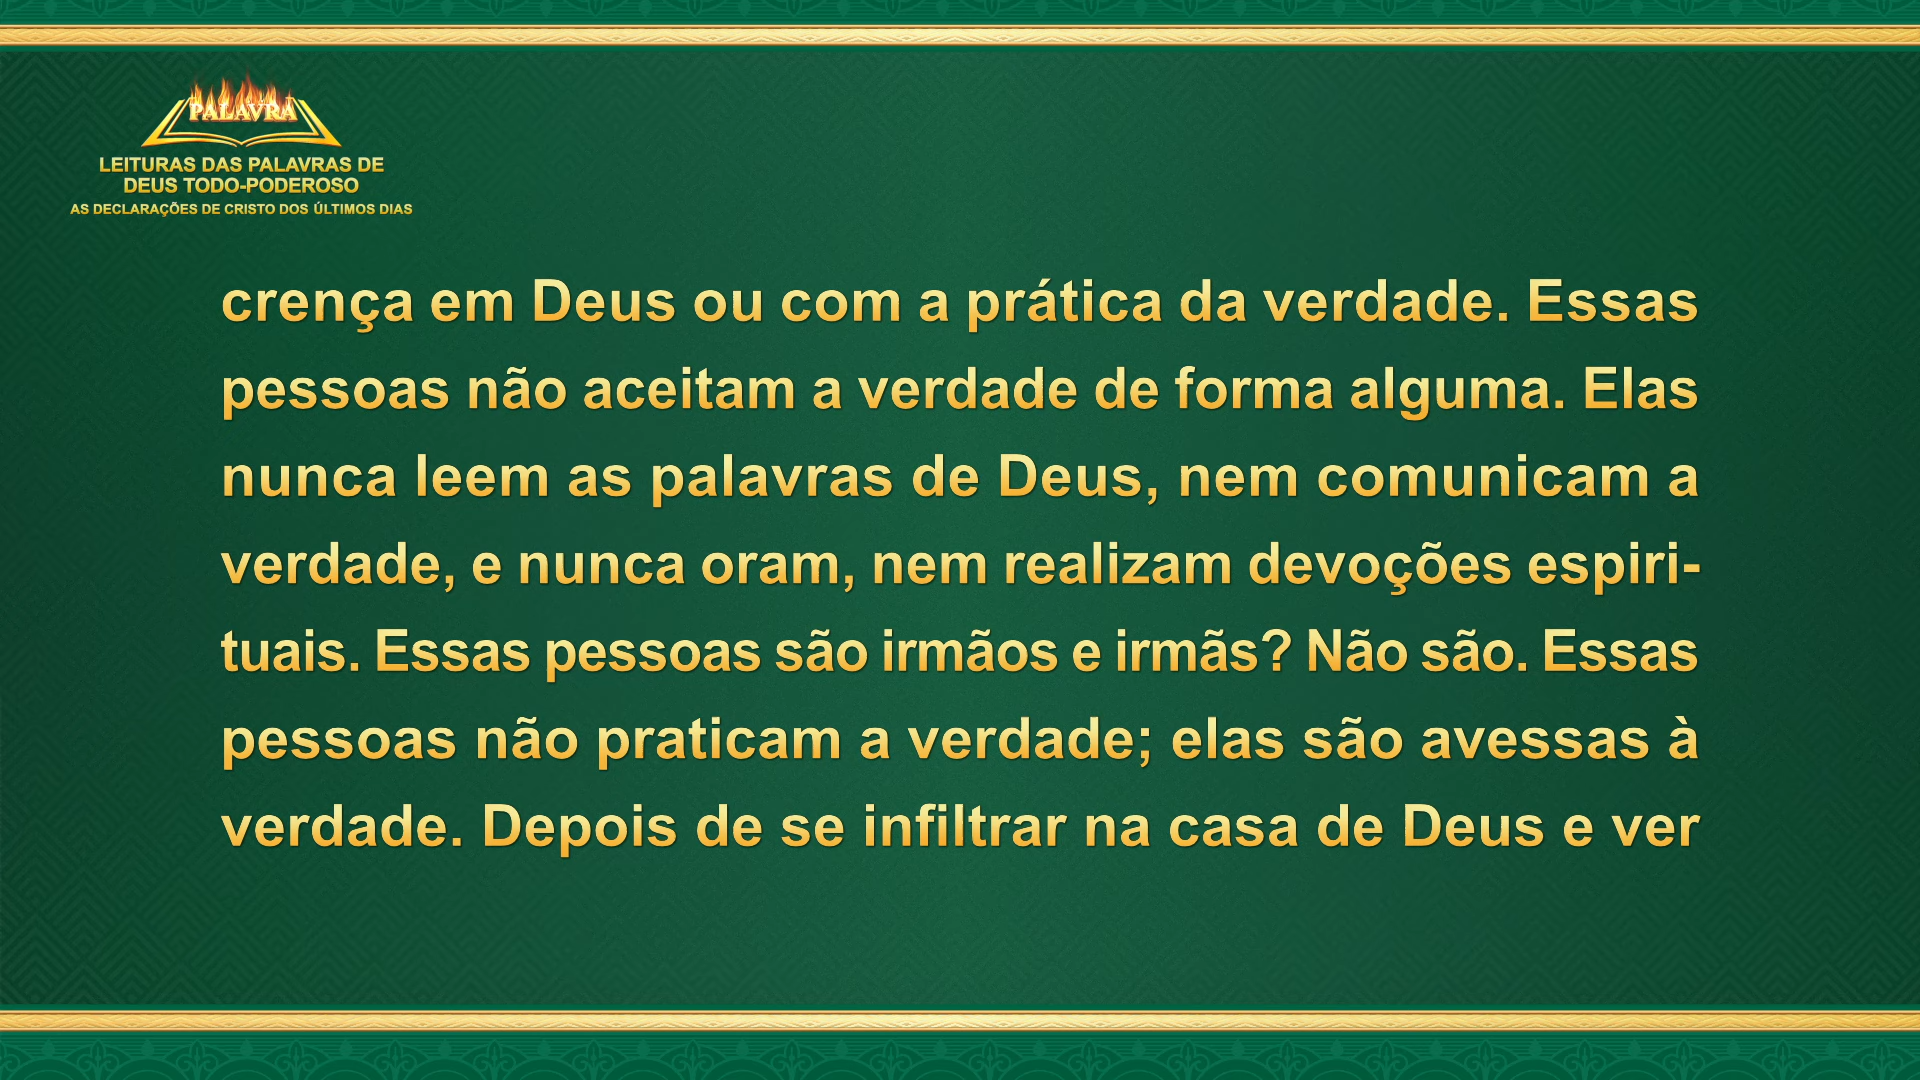 PALAVRA
LEITURAS DAS PALAVRAS DE
DEUS TODO-PODEROSO
AS DECLARAÇÕES DE CRISTO DOS ÚLTIMOS DIAS
crença em Deus ou com a prática da verdade. Essas
pessoas não aceitam a verdade de forma alguma. Elas
nunca leem as palavras de Deus, nem comunicam a
verdade, e nunca oram, nem realizam devoções espiri-
tuais. Essas pessoas são irmãos e irmãs? Não são. Essas
pessoas não praticam a verdade; elas são avessas à
verdade. Depois de se infiltrar na casa de Deus e ver